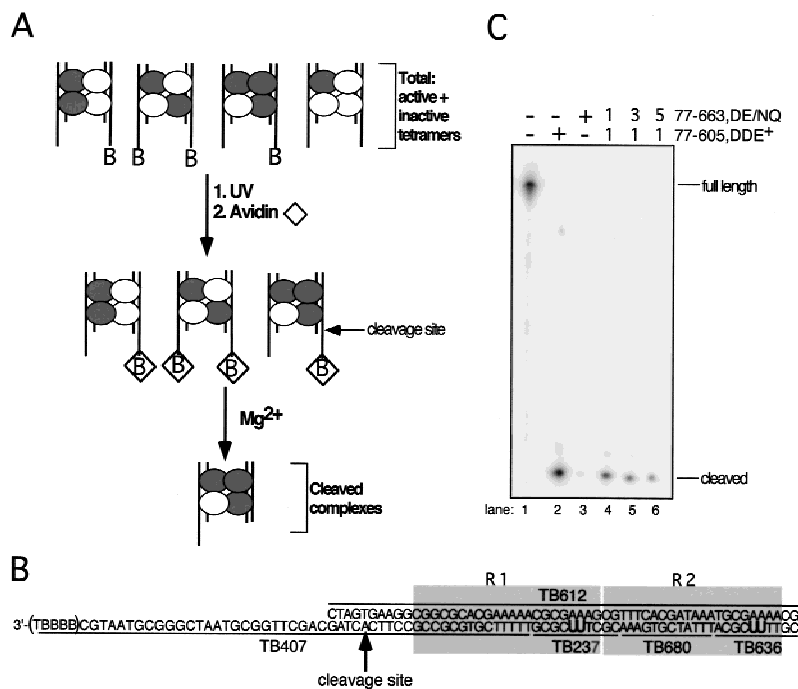 A
Total:
active +
inactive
tetramers
B B B B
1. UV
2. Avidin
cleavage site
B B B B
Mg2+
Cleaved
complexes
C
- - + 1 3 5 77-663,DE/NQ
- + - 1 1 1 77-605,DDE+
full length
cleaved
lane: 1 2 3 4 5 6
B
R1 R2
TB612
CTAGTGAAGGCGGCGCACGAAAAACGCGAAAGCGTTTCACGATAAATGCGAAAACG
3'-(TBBBB)CGTAATGCGGGCTAATGCGGTTCGACGATCACTTCCGCCGCGTGCTTTTTGCGCUUTCGCAAAGTGCTATTTACGCUUTTGC
TB407 TB237 TB680 TB636
cleavage site